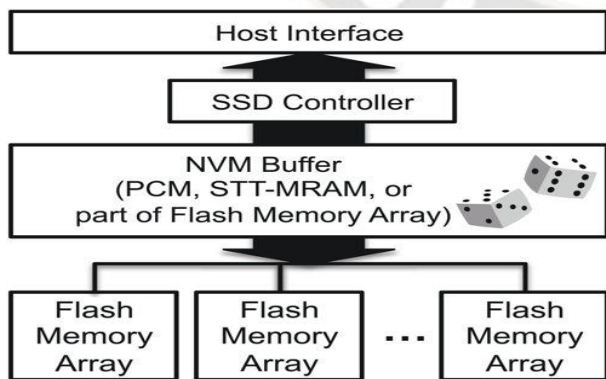 Host Interface
SSD Controller
NVM Buffer
(PCM, STT-MRAM, or
part of Flash Memory Array)
Flash
Memory
Array
Flash
Memory
Array
...
Flash
Memory
Array